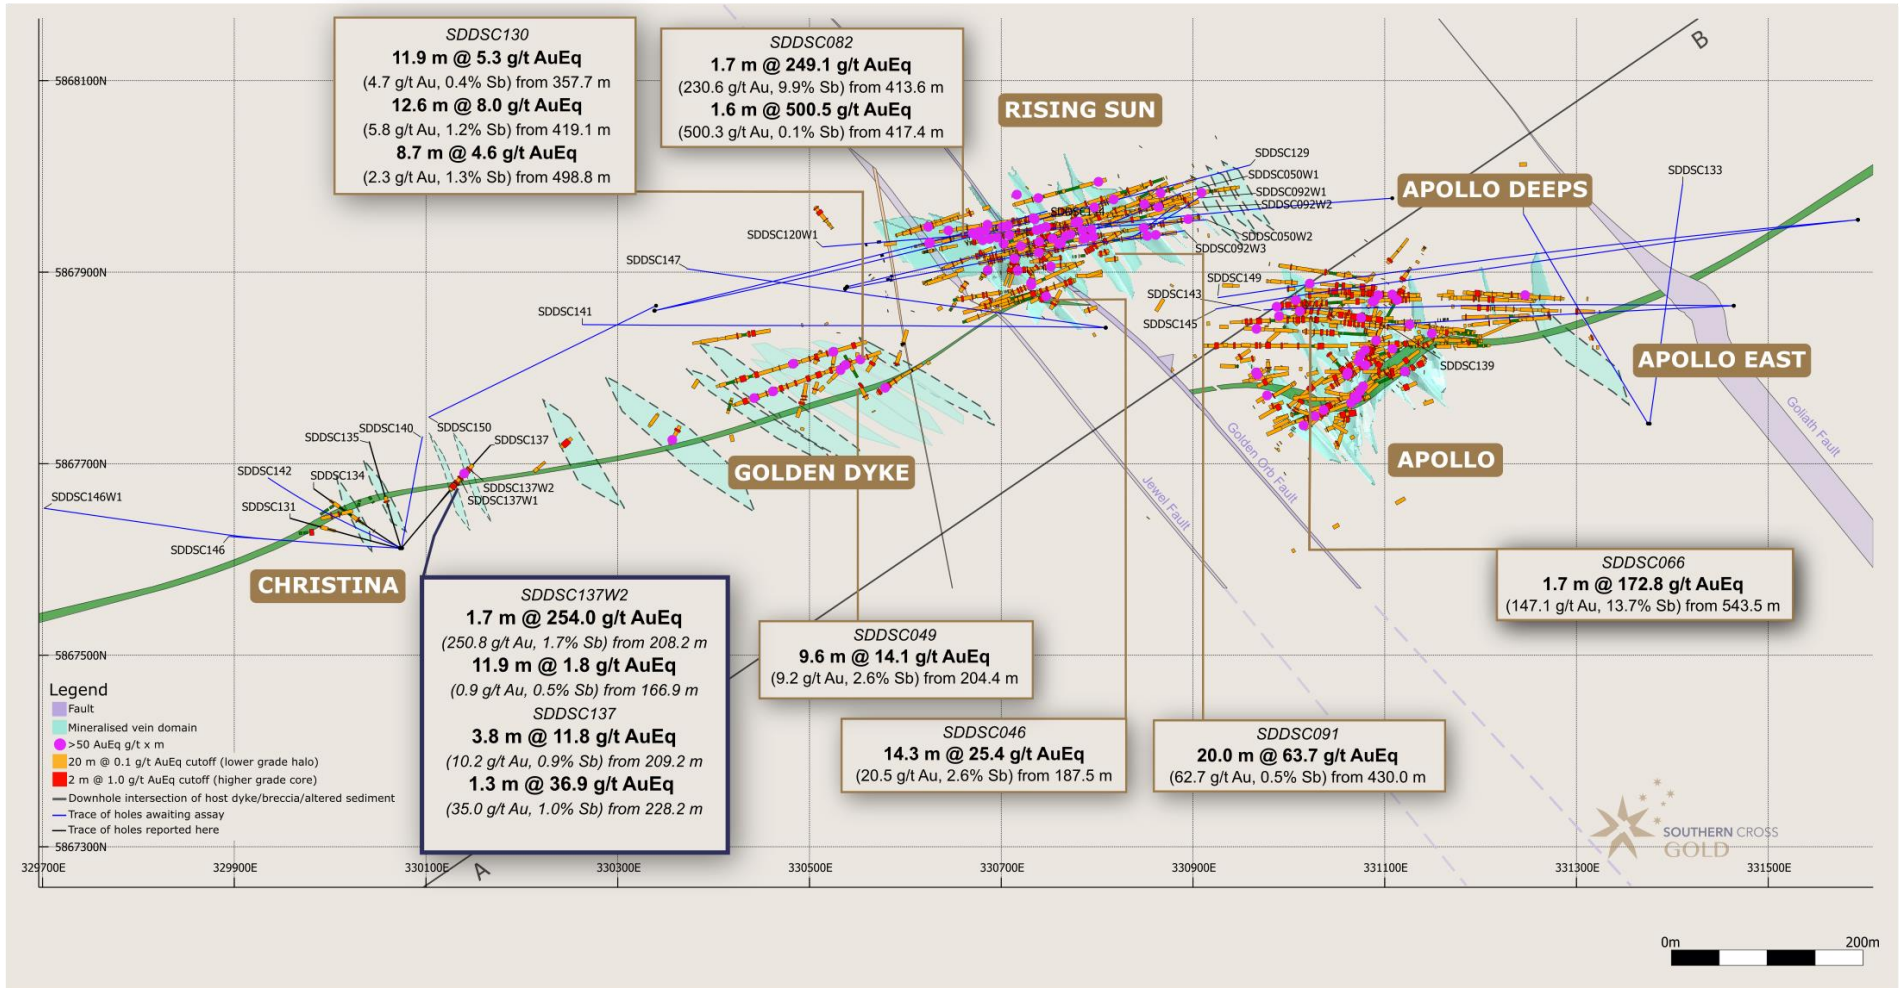 SDDSC130
11.9 m @ 5.3 g/t AuEq
(4.7 g/t Au, 0.4% Sb) from 357.7 m
12.6 m @ 8.0 g/t AuEq
(5.8 g/t Au, 1.2% Sb) from 419.1 m
8.7 m @ 4.6 g/t AuEq
(2.3 g/t Au, 1.3% Sb) from 498.8 m
SDDSC082
1.7 m @ 249.1 g/t AuEq
(230.6 g/t Au, 9.9% Sb) from 413.6 m
1.6 m @ 500.5 g/t AuEq
(500.3 g/t Au, 0.1% Sb) from 417.4 m
B
5868100N
RISING SUN
SDDSC129
SDDSC050W1
SDDSC092W1
SDDSC092W2
SDDSC050W2
SDDSC092W3
APOLLO DEEPS
SDDSC133
SDDSC120W1
SDDSC147
5867900N
SDDSC149
SDDSC143
SDDSC145
SDDSC141
SDDSC139
APOLLO EAST
Goliath Fault
Golden Orb Fault
Jewel Fault
APOLLO
GOLDEN DYKE
5867700N
SDDSC140
SDDSC150
SDDSC135
SDDSC137
SDDSC142
SDDSC134
SDDSC137W2
SDDSC137W1
SDDSC146W1
SDDSC131
SDDSC146
CHRISTINA
SDDSC137W2
1.7 m @ 254.0 g/t AuEq
(250.8 g/t Au, 1.7% Sb) from 208.2 m
11.9 m @ 1.8 g/t AuEq
(0.9 g/t Au, 0.5% Sb) from 166.9 m
SDDSC137
3.8 m @ 11.8 g/t AuEq
(10.2 g/t Au, 0.9% Sb) from 209.2 m
1.3 m @ 36.9 g/t AuEq
(35.0 g/t Au, 1.0% Sb) from 228.2 m
SDDSC049
9.6 m @ 14.1 g/t AuEq
(9.2 g/t Au, 2.6% Sb) from 204.4 m
SDDSC066
1.7 m @ 172.8 g/t AuEq
(147.1 g/t Au, 13.7% Sb) from 543.5 m
SDDSC046
14.3 m @ 25.4 g/t AuEq
(20.5 g/t Au, 2.6% Sb) from 187.5 m
SDDSC091
20.0 m @ 63.7 g/t AuEq
(62.7 g/t Au, 0.5% Sb) from 430.0 m
5867500N
Legend
Fault
Mineralised vein domain
>50 AuEq g/t x m
20 m @ 0.1 g/t AuEq cutoff (lower grade halo)
2 m @ 1.0 g/t AuEq cutoff (higher grade core)
Downhole intersection of host dyke/breccia/altered sediment
Trace of holes awaiting assay
Trace of holes reported here
5867300N
A
SOUTHERN CROSS
GOLD
329700E 329900E 330100E 330300E 330500E 330700E 330900E 331100E 331300E 331500E
0m 200m